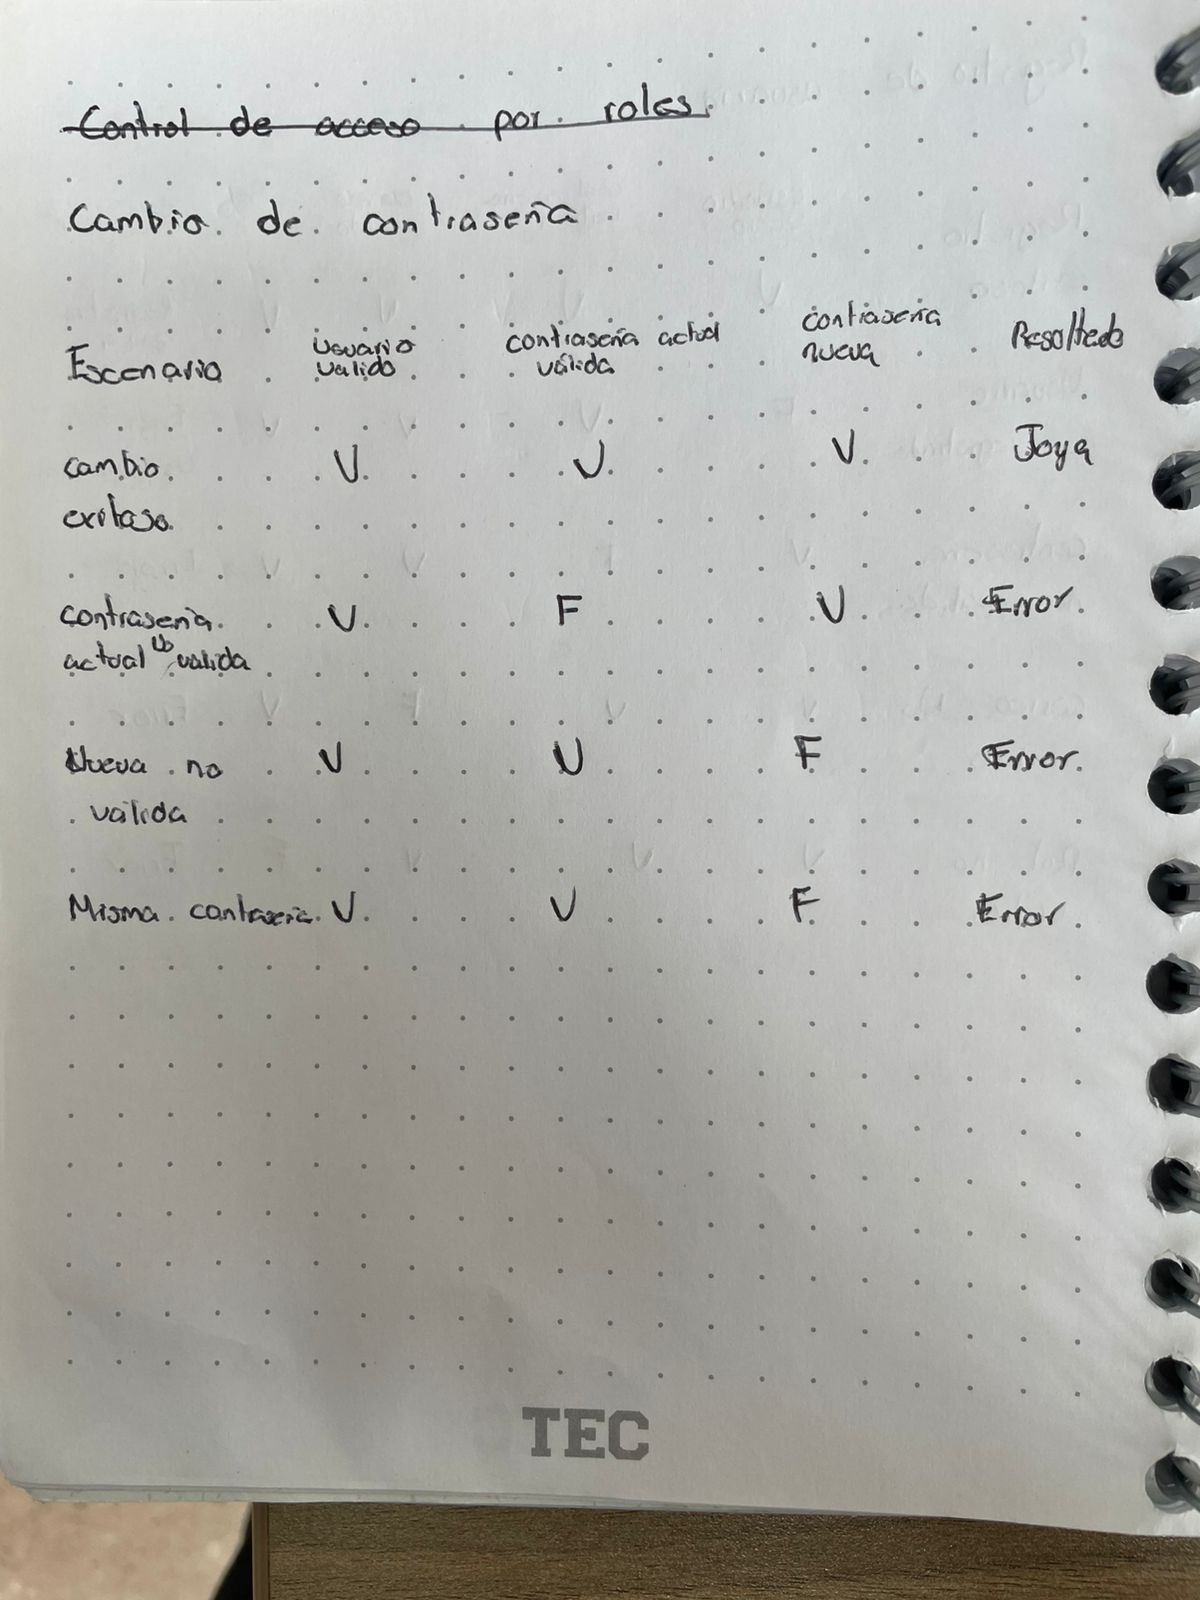 Control de acceso por roles.
Cambio de contraseña
Escenario usuario valido contraseña actual válida contraseña nueva Resultado
cambio exitoso V V V Joya
contraseña actual no valida V F V Error
Nueva no válida V V F Error
Misma contraseña V V F Error
TEC